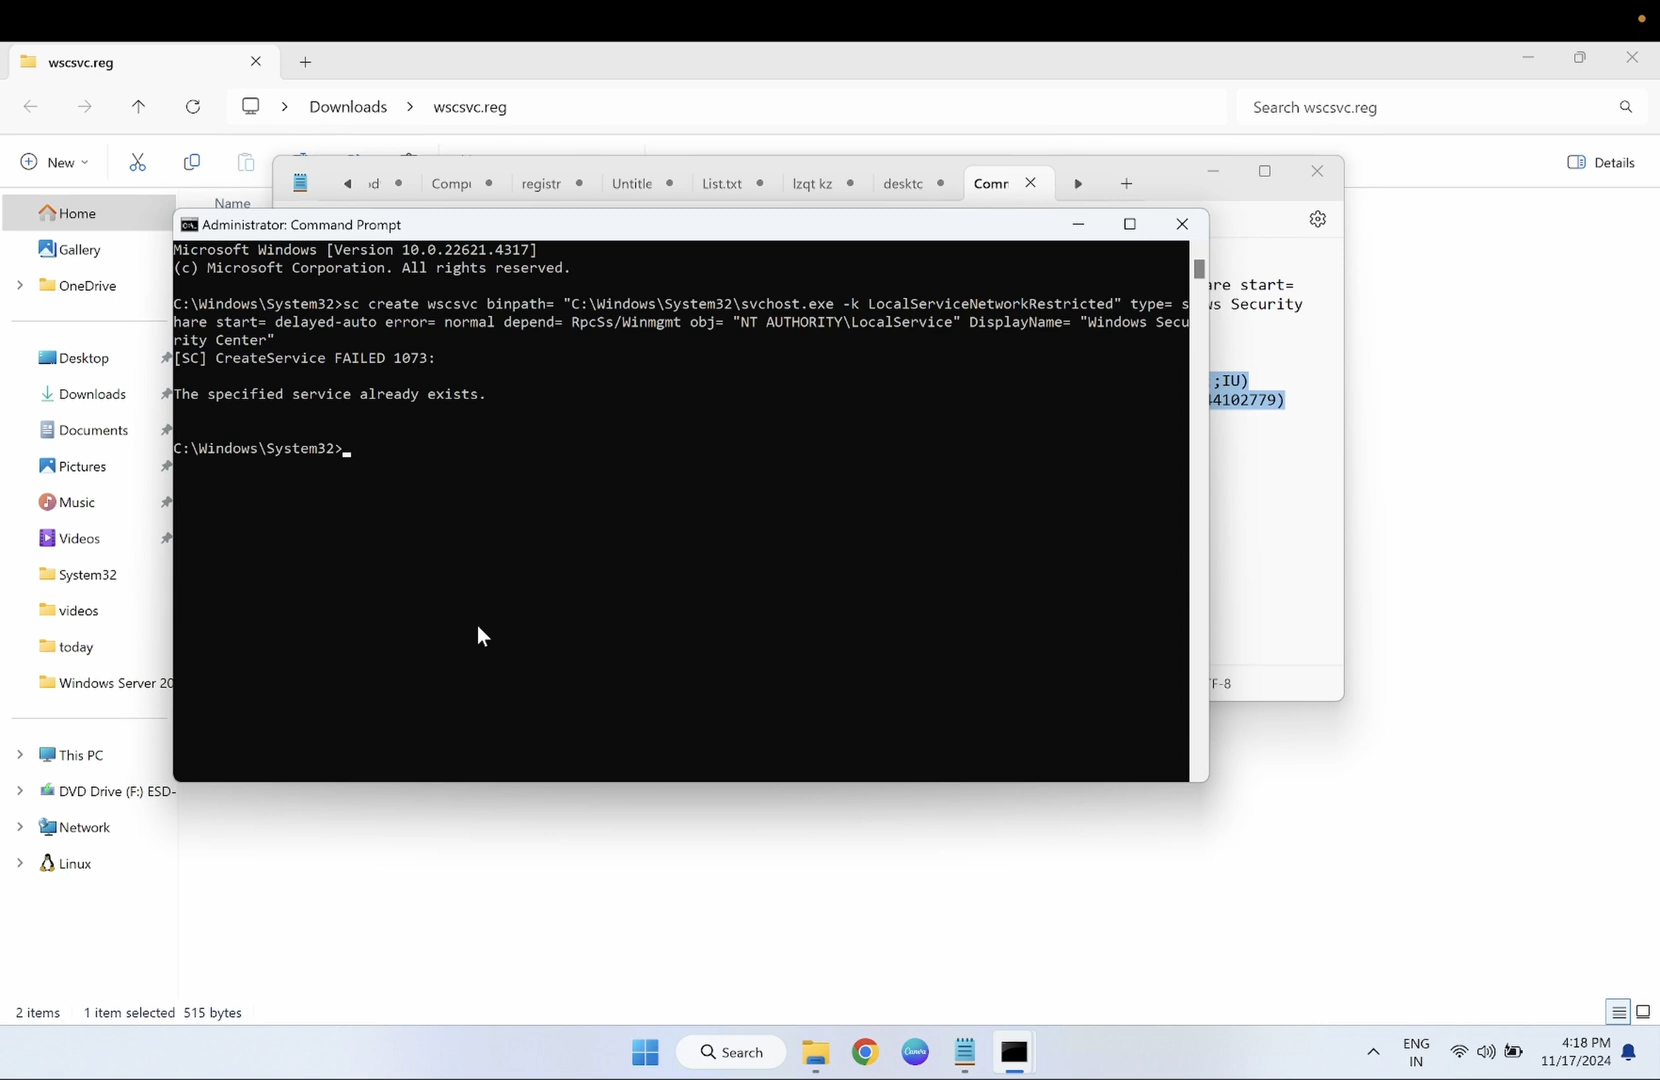 wscsvc.reg
Downloads
wscsvc.reg
Search wscsvc.reg
New
Details
Comp
registr
Untitle
List.txt
lzqt kz
desktc
Comm
Name
Home
Gallery
OneDrive
Desktop
Downloads
Documents
Pictures
Music
Videos
System32
videos
today
Windows Server 20
This PC
DVD Drive (F:) ESD-
Network
Linux
Administrator: Command Prompt
Microsoft Windows [Version 10.0.22621.4317]
(c) Microsoft Corporation. All rights reserved.
C:\Windows\System32>sc create wscsvc binpath= "C:\Windows\System32\svchost.exe -k LocalServiceNetworkRestricted" type= s
hare start= delayed-auto error= normal depend= RpcSs/Winmgmt obj= "NT AUTHORITY\LocalService" DisplayName= "Windows Secu
rity Center"
[SC] CreateService FAILED 1073:
The specified service already exists.
C:\Windows\System32>
are start=
ws Security
;IU)
44102779)
TF-8
2 items 1 item selected 515 bytes
Search
ENG
IN
4:18 PM
11/17/2024